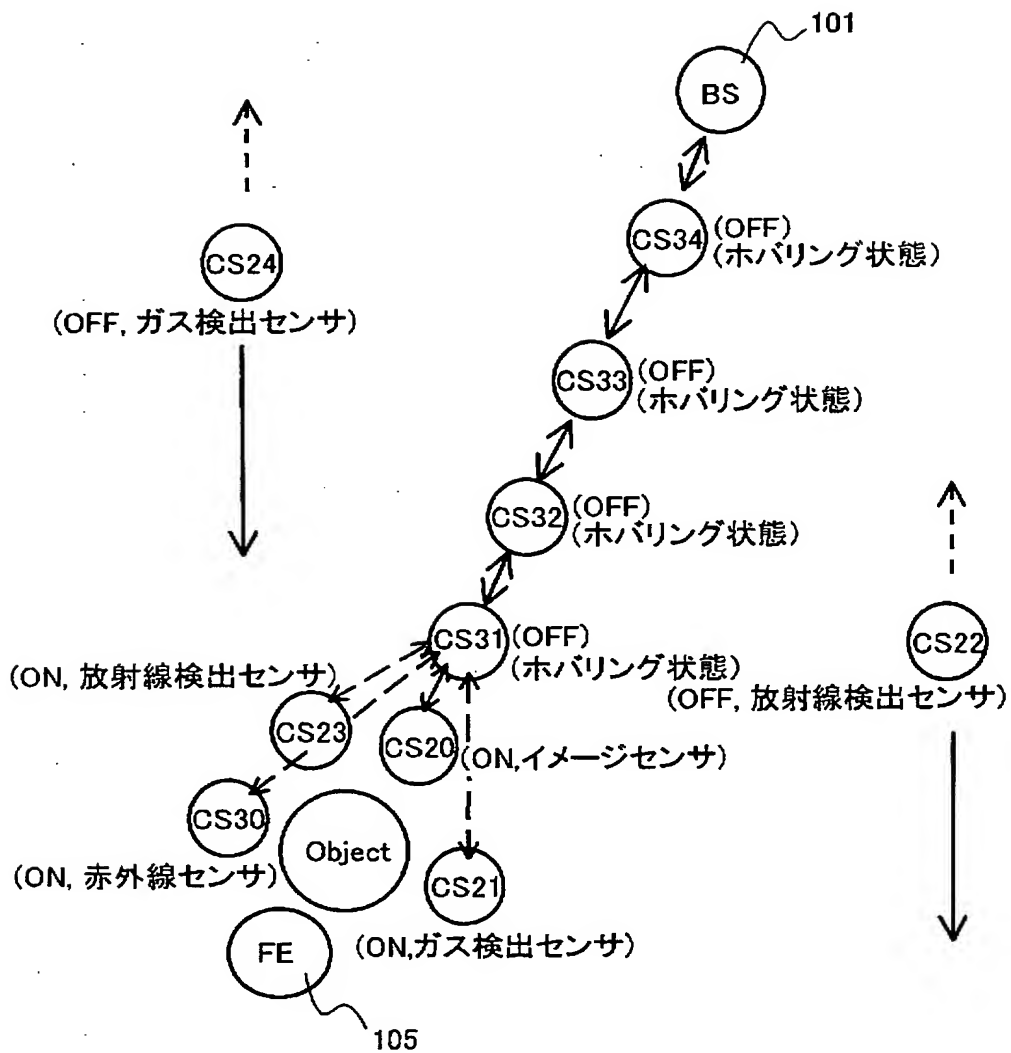 101
BS
CS34
(OFF)
(ホバリング状態)
CS24
(OFF, ガス検出センサ)
CS33
(OFF)
(ホバリング状態)
CS32
(OFF)
(ホバリング状態)
CS31
(OFF)
(ホバリング状態)
CS22
(OFF, 放射線検出センサ)
(ON, 放射線検出センサ)
CS23
CS20
(ON,イメージセンサ)
CS30
(ON, 赤外線センサ)
Object
CS21
(ON,ガス検出センサ)
FE
105